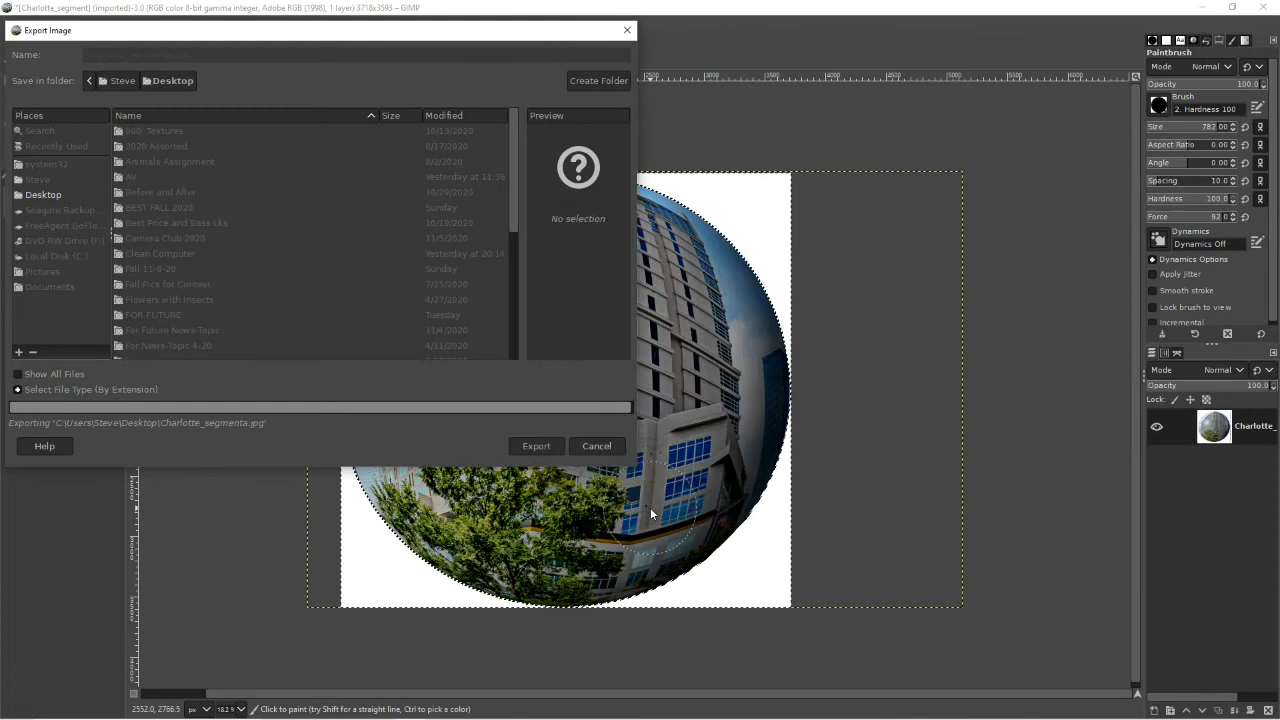 *[Charlotte_segment] (imported)-3.0 (RGB color 8-bit gamma integer, Adobe RGB (1998), 1 layer) 3718x3593 – GIMP
Export Image
Name:
Save in folder: Steve Desktop Create Folder
Places Name Size Modified Preview
Search
Recently Used
system32
Steve
Desktop
Seagate Backup ...
FreeAgent GoFle...
DVD RW Drive (F:)
Local Disk (C:)
Pictures
Documents
000 Textures 10/13/2020
2020 Assorted 8/17/2020
Animals Assignment 8/2/2020
AV Yesterday at 11:36
Before and After 10/29/2020
BEST FALL 2020 Sunday
Best Price and Bass Lks 10/29/2020
Camera Club 2020 11/5/2020
Clean Computer Yesterday at 20:14
Fall 11-8-20 Sunday
Fall Pics for Contest 7/25/2020
Flowers with Insects 4/27/2020
FOR FUTURE Tuesday
For Future News-Topic 11/4/2020
For News-Topic 4-20 4/11/2020
No selection
Show All Files
Select File Type (By Extension)
Exporting "C:\Users\Steve\Desktop\Charlotte_segmenta.jpg"
Help Export Cancel
2500 3000 3500 4000 4500 5000 5500 6000
Paintbrush
Mode Normal
Opacity 100.0
Brush
2. Hardness 100
Size 782.00
Aspect Ratio 0.00
Angle 0.00
Spacing 10.0
Hardness 100.0
Force 92.0
Dynamics
Dynamics Off
Dynamics Options
Apply Jitter
Smooth stroke
Lock brush to view
Incremental
Mode Normal
Opacity 100.0
Lock:
Charlotte_
2552.0, 2766.5 px 18.2 % Click to paint (try Shift for a straight line, Ctrl to pick a color)